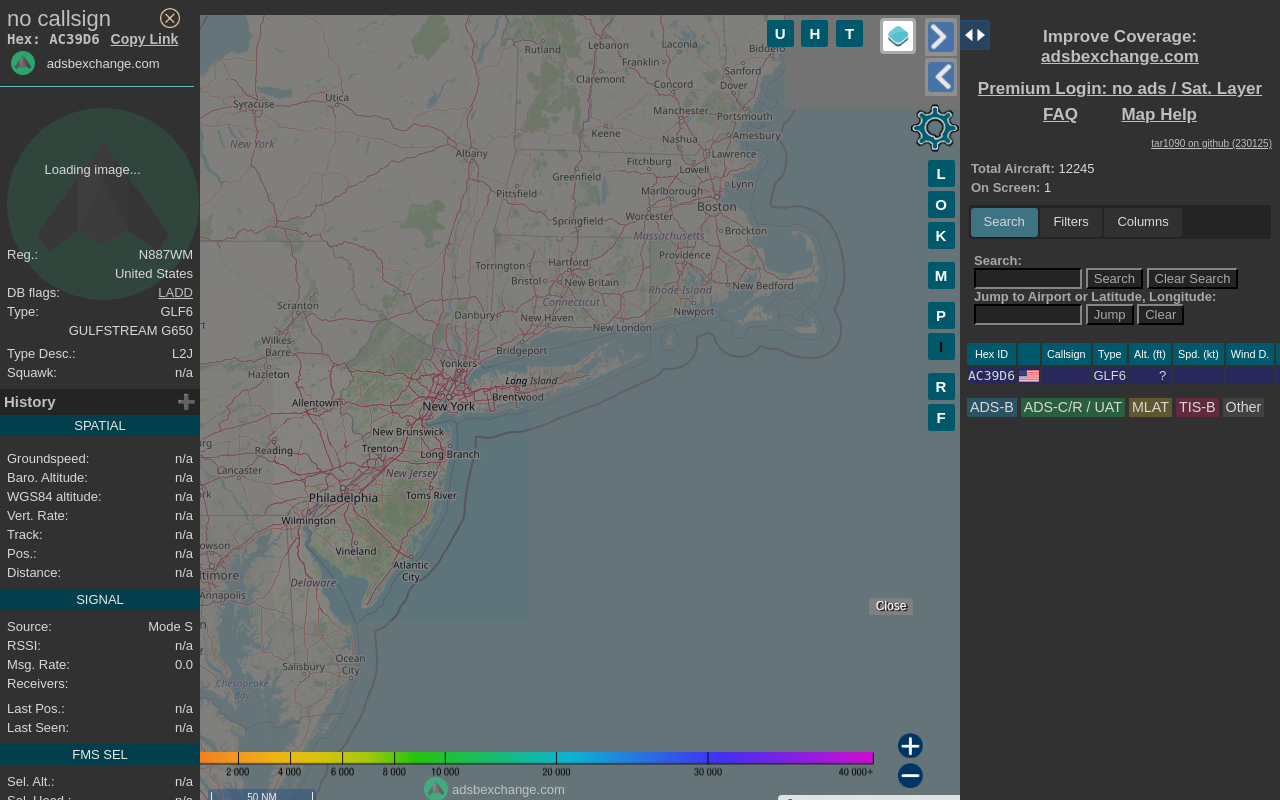 no callsign
Hex: AC39D6 Copy Link
adsbexchange.com
Loading image...
Reg.: N887WM
United States
DB flags: LADD
Type: GLF6
GULFSTREAM G650
Type Desc.: L2J
Squawk: n/a
History
SPATIAL
Groundspeed: n/a
Baro. Altitude: n/a
WGS84 altitude: n/a
Vert. Rate: n/a
Track: n/a
Pos.: n/a
Distance: n/a
SIGNAL
Source: Mode S
RSSI: n/a
Msg. Rate: 0.0
Receivers:
Last Pos.: n/a
Last Seen: n/a
FMS SEL
Sel. Alt.: n/a
U H T
L
O
K
M
P
I
R
F
Rutland
Lebanon
Laconia
Franklin
Claremont
Sanford
Concord
Dover
Syracuse
Utica
Manchester
Portsmouth
Keene
Nashua
Amesbury
New York
Albany
Fitchburg
Lawrence
Greenfield
Lowell
Pittsfield
Marlborough
Lynn
Worcester
Boston
Springfield
Massachusetts
Brockton
Torrington
Hartford
Providence
Bristol
New Britain
Rhode Island
New Bedford
Scranton
Connecticut
Danbury
New Haven
Newport
New London
Wilkes-
Barre
Bridgeport
Yonkers
Hazleton
Long Island
Allentown
New York
Brentwood
New Brunswick
Reading
Trenton
Long Branch
Lancaster
New Jersey
Philadelphia
Toms River
Wilmington
Vineland
Atlantic
City
Delaware
Annapolis
Salisbury
Ocean
City
Chesapeake
Bay
Close
2 000 4 000 6 000 8 000 10 000 20 000 30 000 40 000+
adsbexchange.com
50 NM
Improve Coverage:
adsbexchange.com
Premium Login: no ads / Sat. Layer
FAQ Map Help
tar1090 on github (230125)
Total Aircraft: 12245
On Screen: 1
Search Filters Columns
Search:
Search Clear Search
Jump to Airport or Latitude, Longitude:
Jump Clear
Hex ID Callsign Type Alt. (ft) Spd. (kt) Wind D.
AC39D6 GLF6 ?
ADS-B ADS-C/R / UAT MLAT TIS-B Other